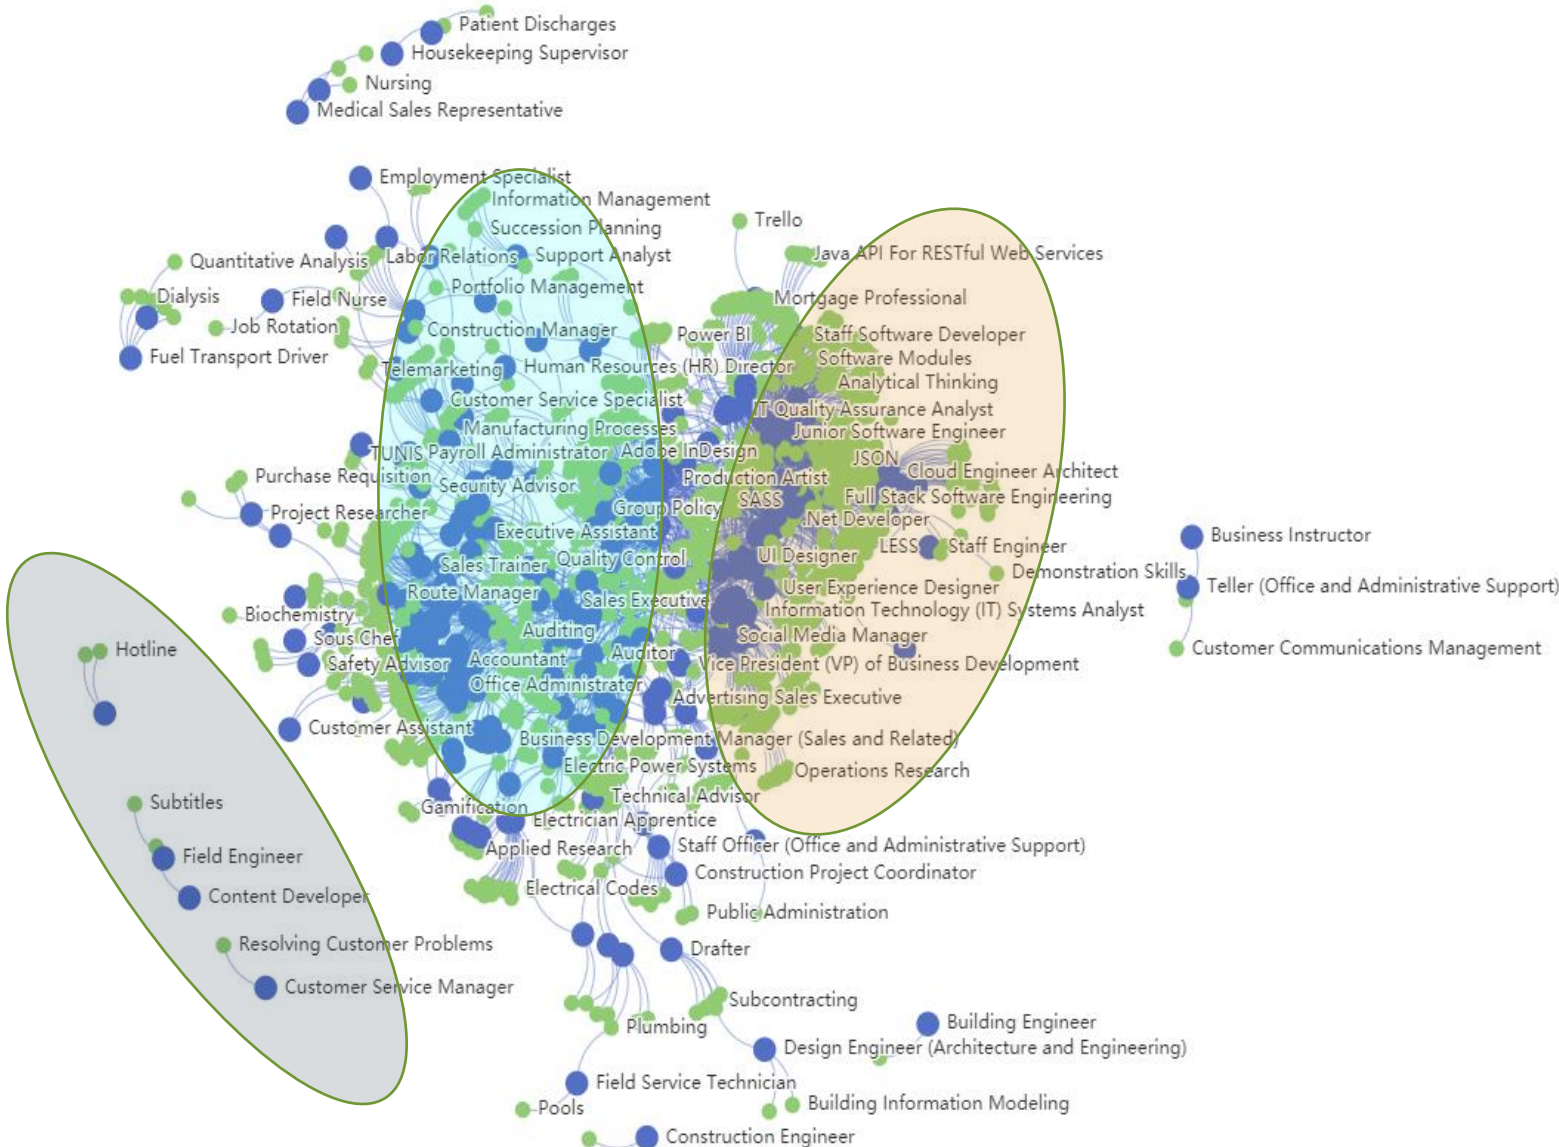 Patient Discharges
Housekeeping Supervisor
Nursing
Medical Sales Representative
Employment Specialist
Information Management
Trello
Succession Planning
Quantitative Analysis
Labor Relations
Support Analyst
Java API For RESTful Web Services
Portfolio Management
Dialysis
Field Nurse
Mortgage Professional
Job Rotation
Construction Manager
Power BI
Staff Software Developer
Fuel Transport Driver
Software Modules
Telemarketing
Human Resources (HR) Director
Analytical Thinking
Customer Service Specialist
IT Quality Assurance Analyst
Manufacturing Processes
Junior Software Engineer
TUNIS
Payroll Administrator
Adobe InDesign
JSON
Purchase Requisition
Security Advisor
Production Artist
Cloud Engineer Architect
SASS
Full Stack Software Engineering
Project Researcher
Group Policy
Net Developer
Executive Assistant
Business Instructor
Sales Trainer
Quality Control
UI Designer
LESS
Staff Engineer
Demonstration Skills
Teller (Office and Administrative Support)
Route Manager
Sales Executive
User Experience Designer
Biochemistry
Information Technology (IT) Systems Analyst
Sous Chef
Auditing
Social Media Manager
Hotline
Auditor
Customer Communications Management
Safety Advisor
Accountant
Vice President (VP) of Business Development
Office Administrator
Advertising Sales Executive
Customer Assistant
Business Development Manager (Sales and Related)
Electric Power Systems
Operations Research
Subtitles
Gamification
Technical Advisor
Electrician Apprentice
Applied Research
Staff Officer (Office and Administrative Support)
Field Engineer
Construction Project Coordinator
Content Developer
Electrical Codes
Public Administration
Resolving Customer Problems
Drafter
Customer Service Manager
Subcontracting
Plumbing
Building Engineer
Design Engineer (Architecture and Engineering)
Field Service Technician
Pools
Building Information Modeling
Construction Engineer